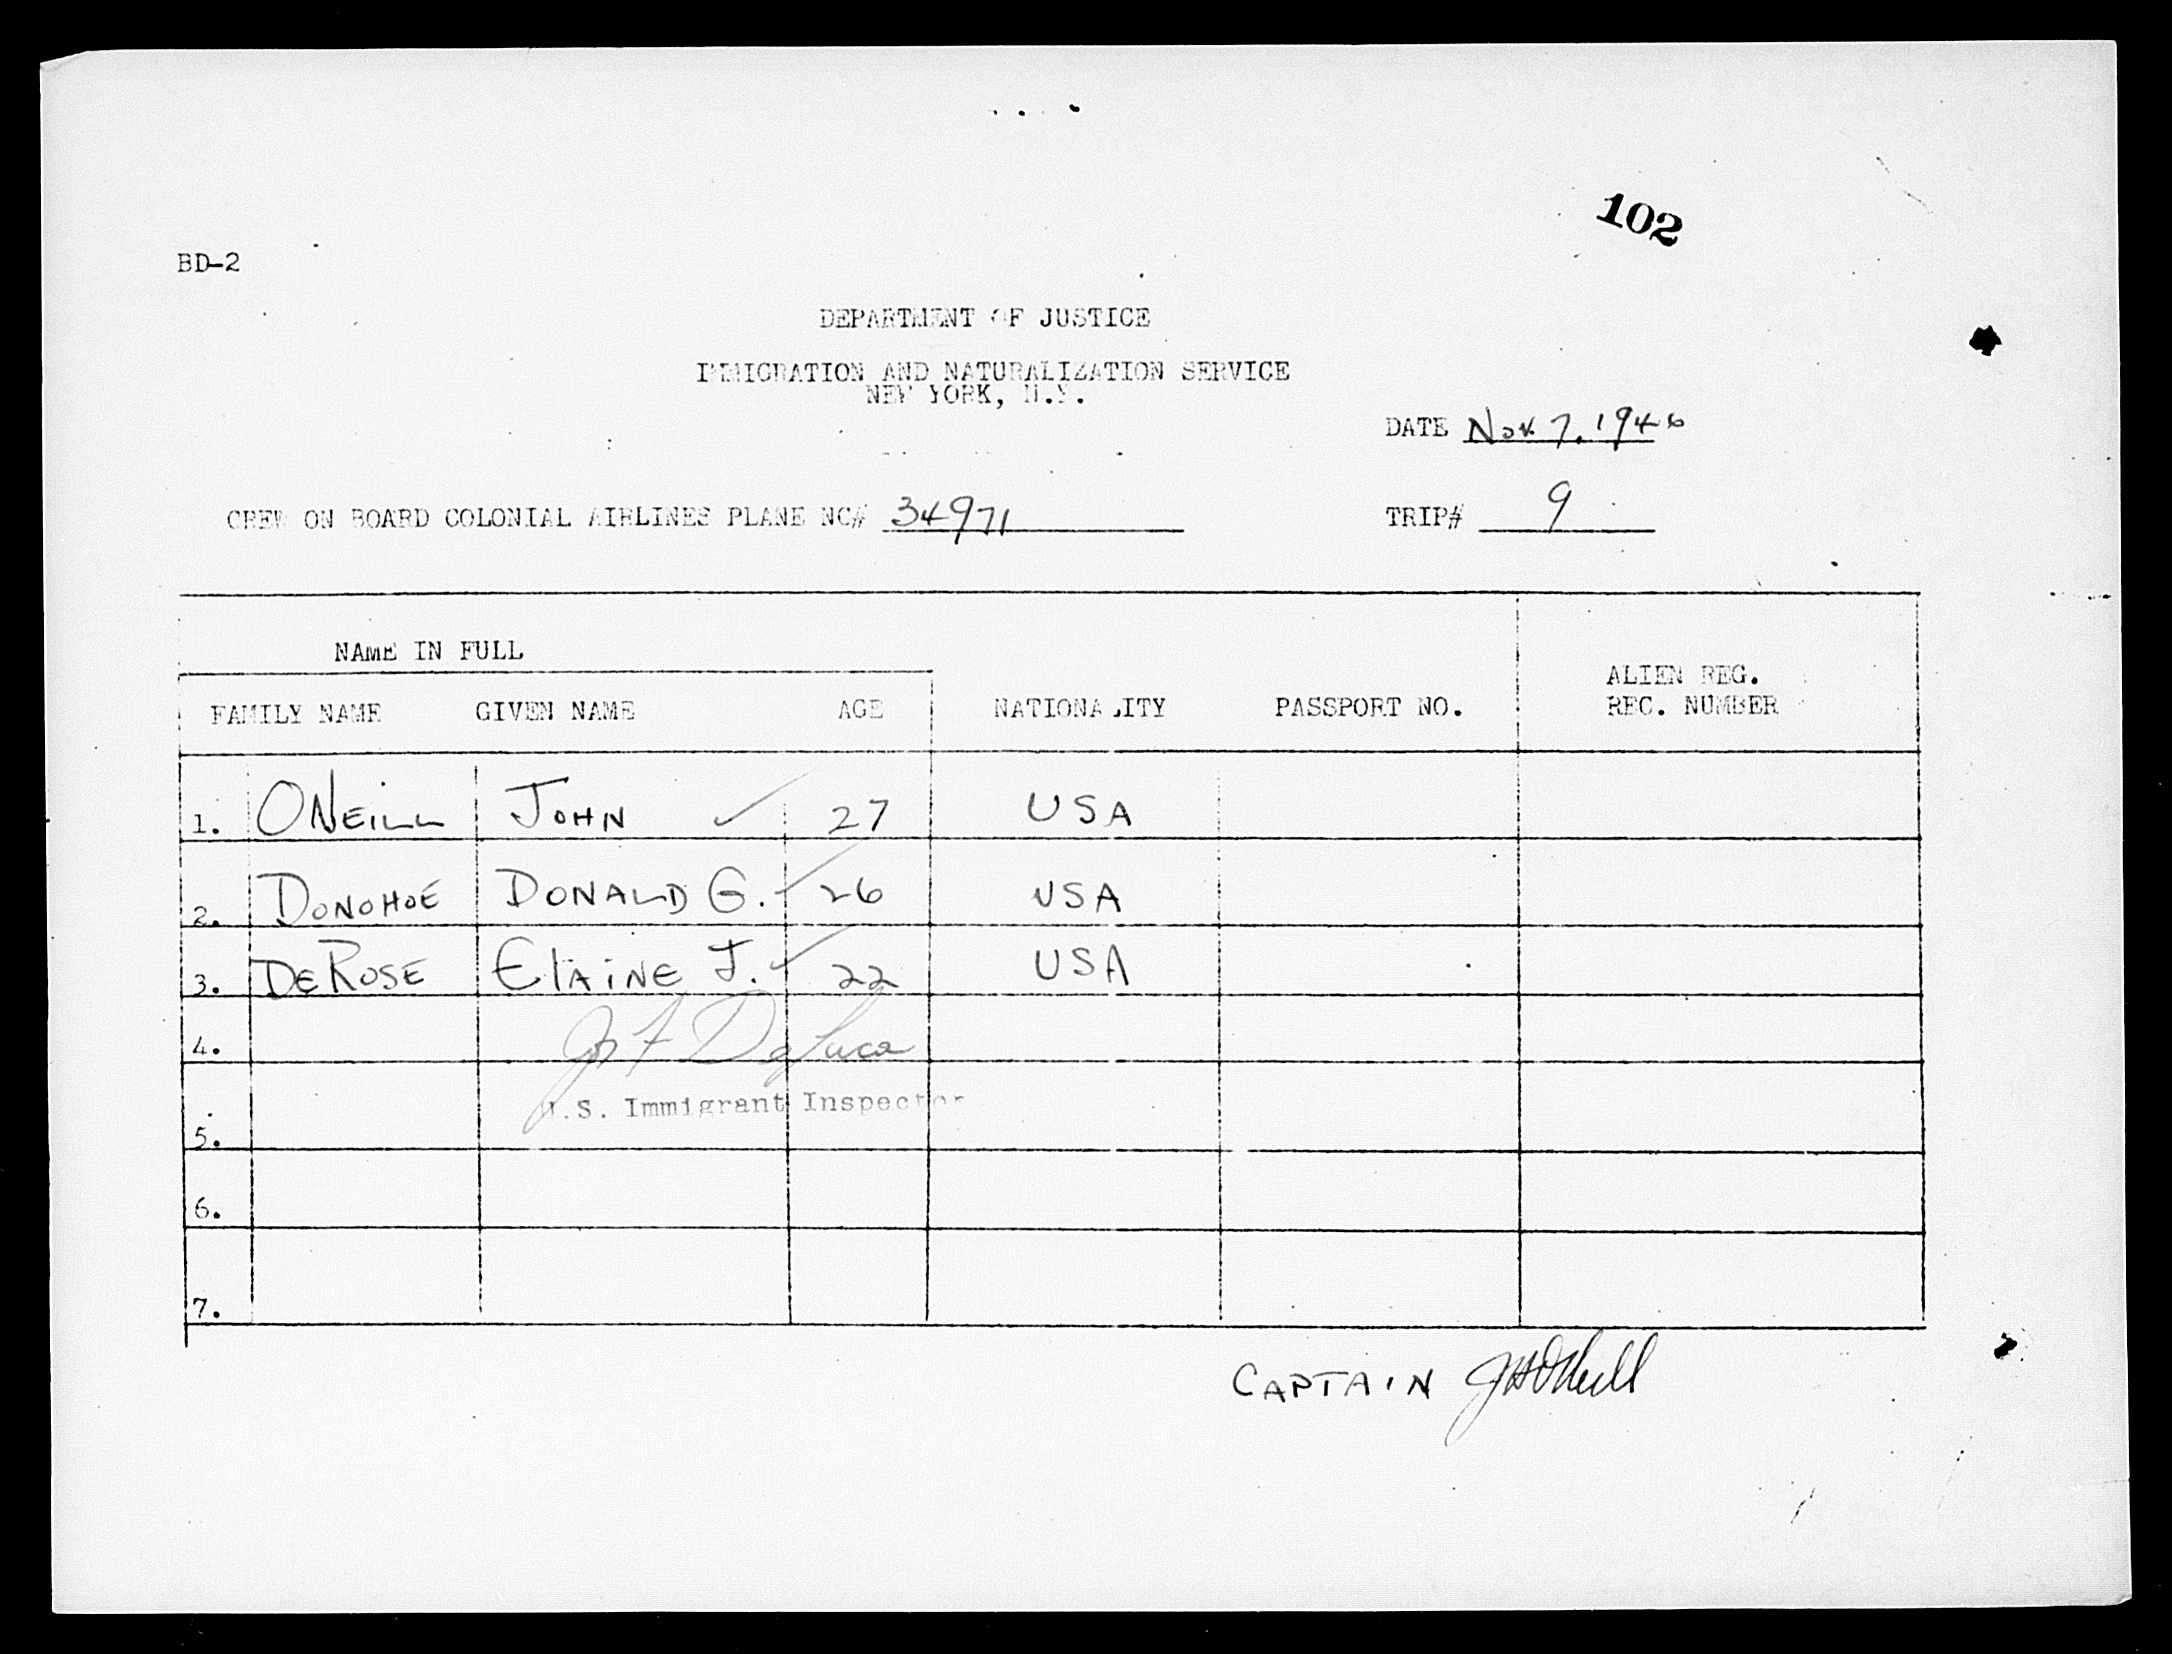 102
BD-2
DEPARTMENT OF JUSTICE
IMMIGRATION AND NATURALIZATION SERVICE
NEW YORK, N.Y.
DATE Nov 7. 1946
CREW ON BOARD COLONIAL AIRLINES PLANE NC# 34971 TRIP# 9
NAME IN FULL
FAMILY NAME GIVEN NAME AGE NATIONALITY PASSPORT NO. ALIEN REG. REC. NUMBER
1. ONEILL JOHN ✓ 27 USA
2. DONOHOE DONALD G. ✓ 26 USA
3. DEROSE ELAINE J. ✓ 22 USA
4. DeLuca
U.S. Immigrant Inspector
5.
6.
7.
CAPTAIN JHONeill